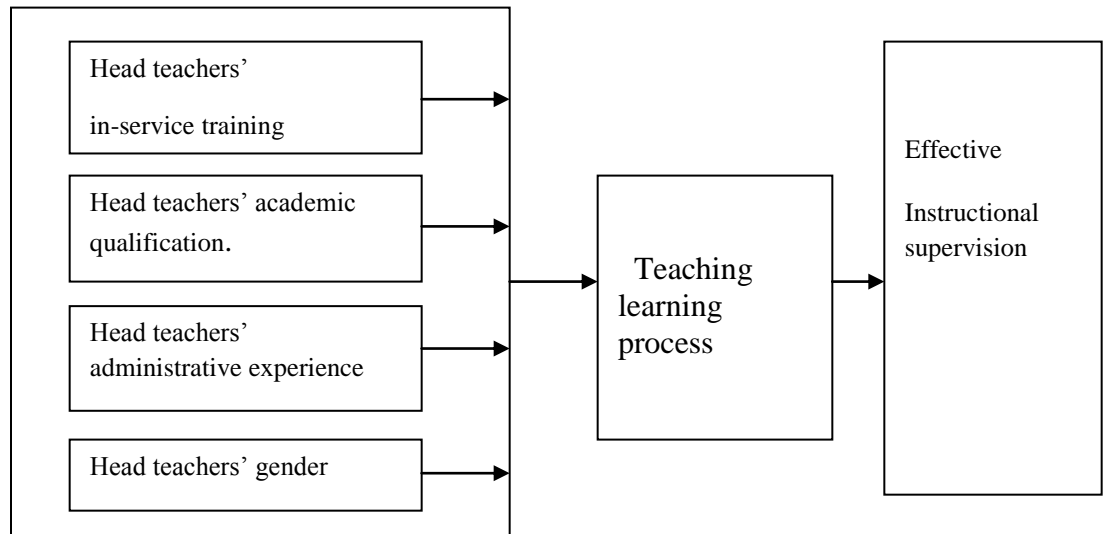 Head teachers’
in-service training
Head teachers’ academic
qualification.
Head teachers’
administrative experience
Head teachers’ gender
Teaching
learning
process
Effective
Instructional
supervision